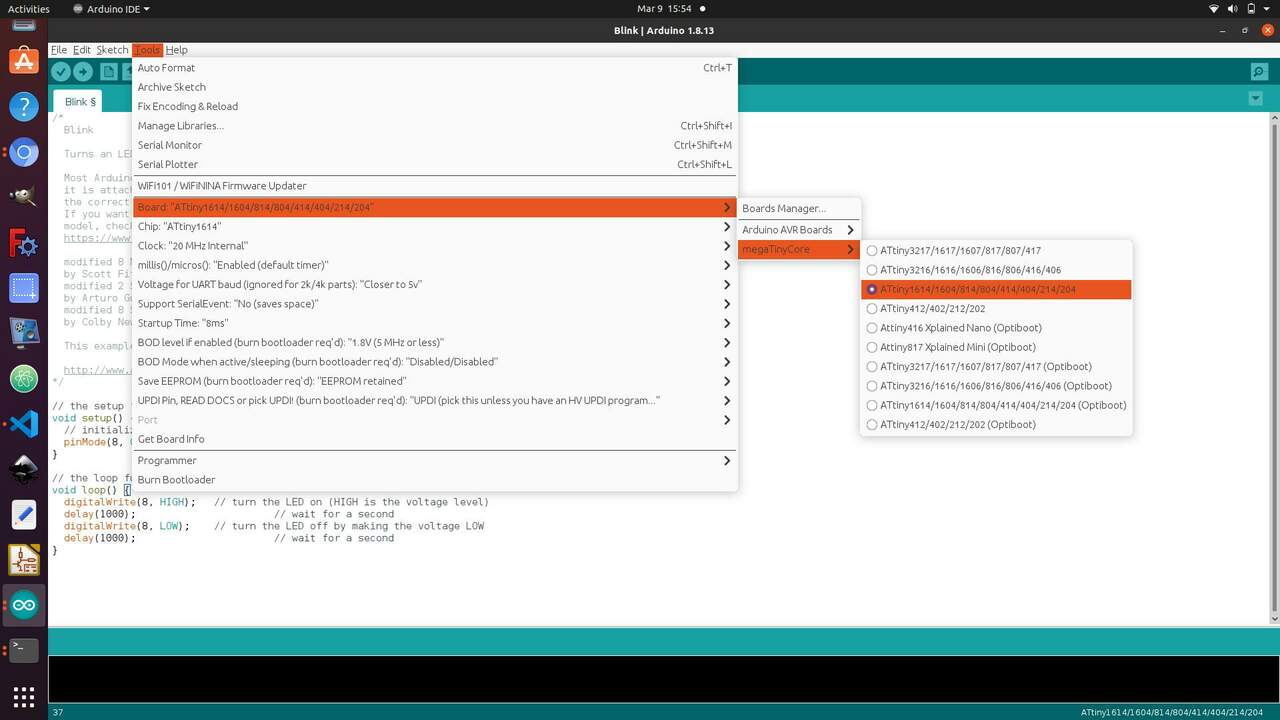 Activities
Arduino IDE
Mar 9 15:54
Blink | Arduino 1.8.13
File Edit Sketch Tools Help
Blink §
Auto Format Ctrl+T
Archive Sketch
Fix Encoding & Reload
Manage Libraries... Ctrl+Shift+I
Serial Monitor Ctrl+Shift+M
Serial Plotter Ctrl+Shift+L
WiFi101 / WiFiNINA Firmware Updater
Board: "ATtiny1614/1604/814/804/414/404/214/204"
Chip: "ATtiny1614"
Clock: "20 MHz Internal"
millis()/micros(): "Enabled (default timer)"
Voltage for UART baud (ignored for 2k/4k parts): "Closer to 5v"
Support SerialEvent: "No (saves space)"
Startup Time: "8ms"
BOD level if enabled (burn bootloader req'd): "1.8V (5 MHz or less)"
BOD Mode when active/sleeping (burn bootloader req'd): "Disabled/Disabled"
Save EEPROM (burn bootloader req'd): "EEPROM retained"
UPDI Pin, READ DOCS or pick UPDI! (burn bootloader req'd): "UPDI (pick this unless you have an HV UPDI program..."
Port
Get Board Info
Programmer
Burn Bootloader
Boards Manager...
Arduino AVR Boards
megaTinyCore
ATtiny3217/1617/1607/817/807/417
ATtiny3216/1616/1606/816/806/416/406
ATtiny1614/1604/814/804/414/404/214/204
ATtiny412/402/212/202
Attiny416 Xplained Nano (Optiboot)
Attiny817 Xplained Mini (Optiboot)
ATtiny3217/1617/1607/817/807/417 (Optiboot)
ATtiny3216/1616/1606/816/806/416/406 (Optiboot)
ATtiny1614/1604/814/804/414/404/214/204 (Optiboot)
ATtiny412/402/212/202 (Optiboot)
/*
Blink
Turns an LE
Most Arduin
it is attac
the correct
If you want
model, chec
https://www
modified 8 M
by Scott Fi
modified 2 S
by Arturo Gu
modified 8 S
by Colby New
This example
http://www.
*/
// the setup
void setup()
// initializ
pinMode(8,
}
// the loop fu
void loop() {
digitalWrite(8, HIGH); // turn the LED on (HIGH is the voltage level)
delay(1000); // wait for a second
digitalWrite(8, LOW); // turn the LED off by making the voltage LOW
delay(1000); // wait for a second
}
37
ATtiny1614/1604/814/804/414/404/214/204